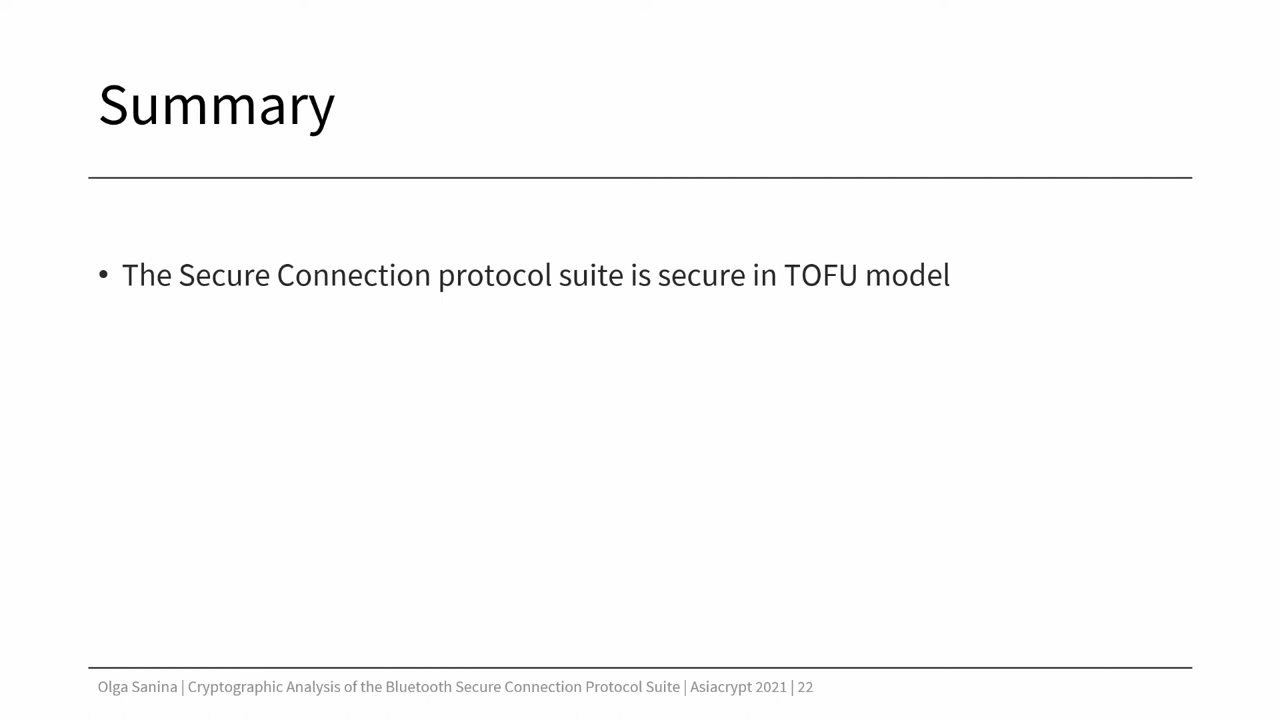 Summary
• The Secure Connection protocol suite is secure in TOFU model
Olga Sanina | Cryptographic Analysis of the Bluetooth Secure Connection Protocol Suite | Asiacrypt 2021 | 22